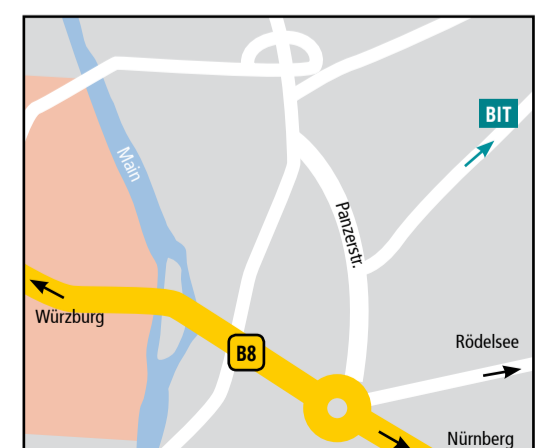 BIT
Main
Panzerstr.
Würzburg
B8
Rödelsee
Nürnberg